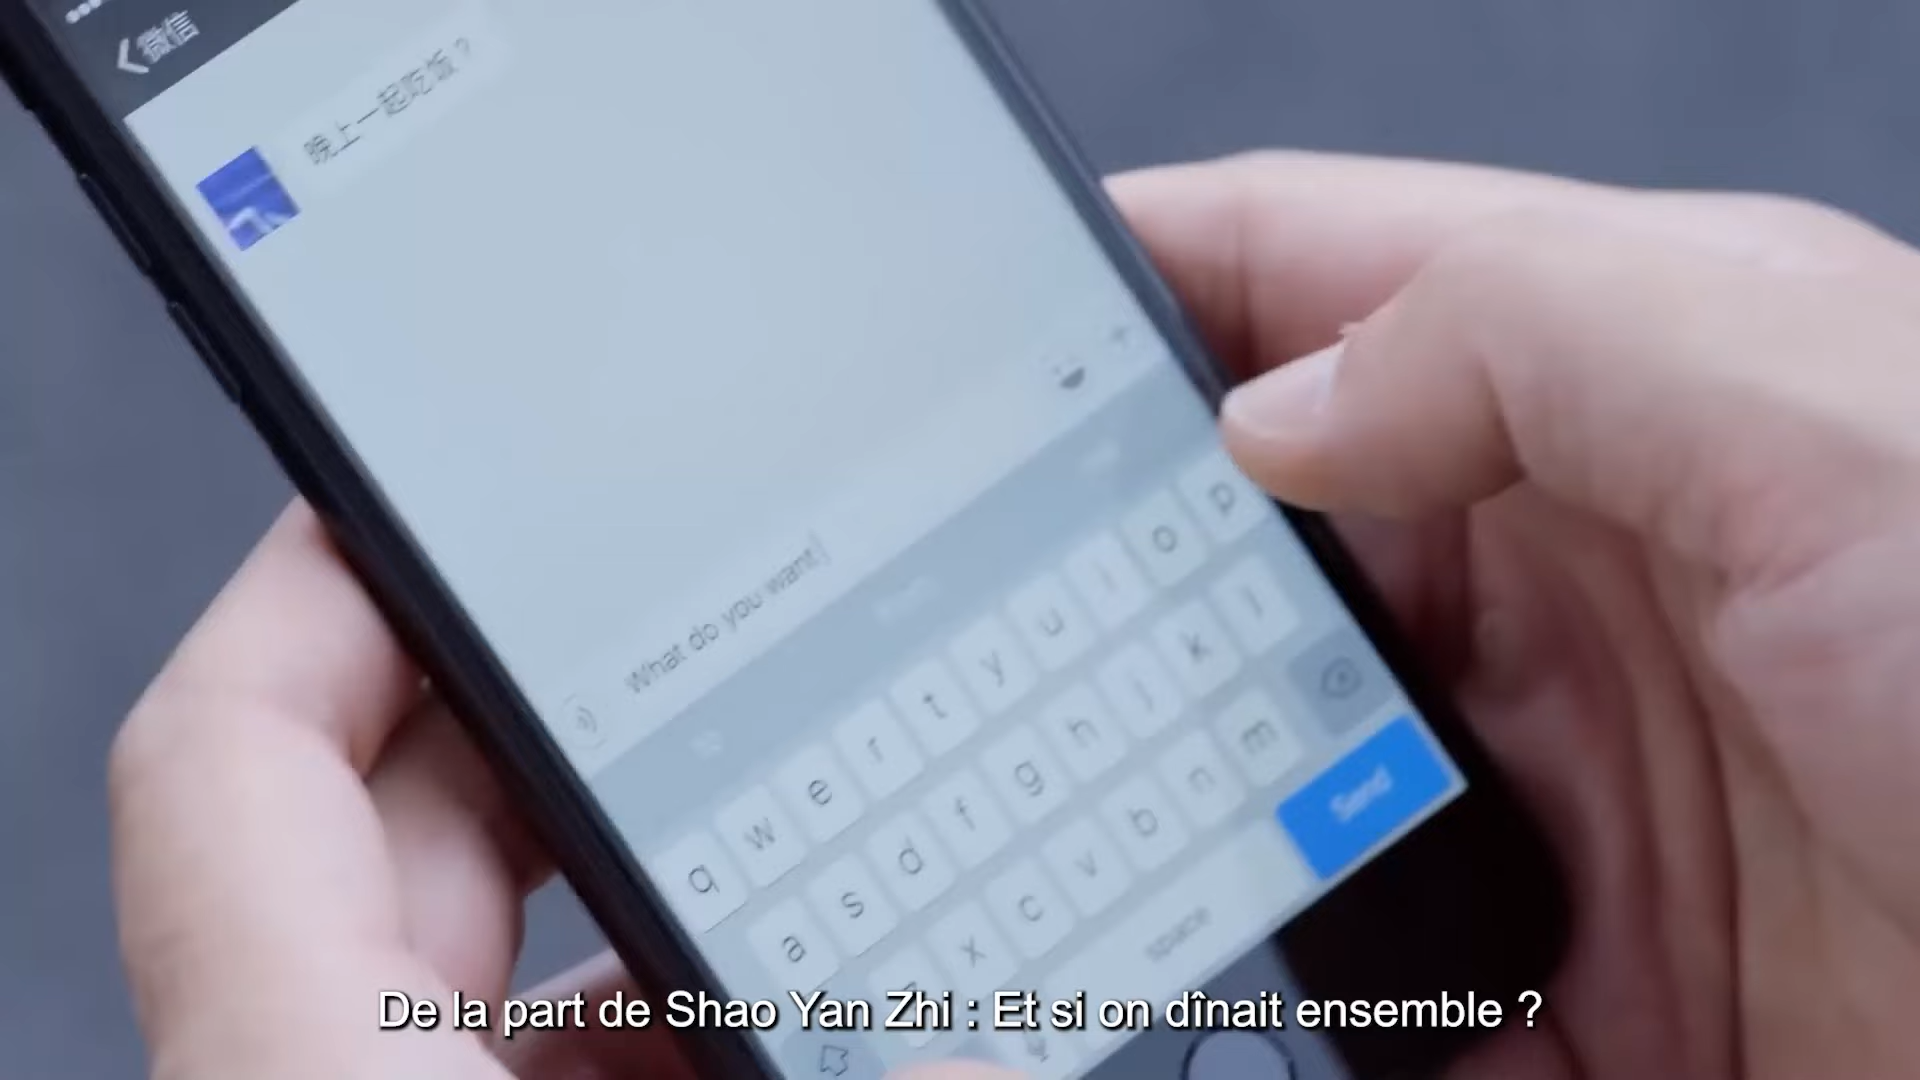 微信
晚上一起吃饭？
What do you want
q w e r t y u i o p
a s d f g h j k l
x c v b n m
space
Send
De la part de Shao Yan Zhi : Et si on dînait ensemble ?